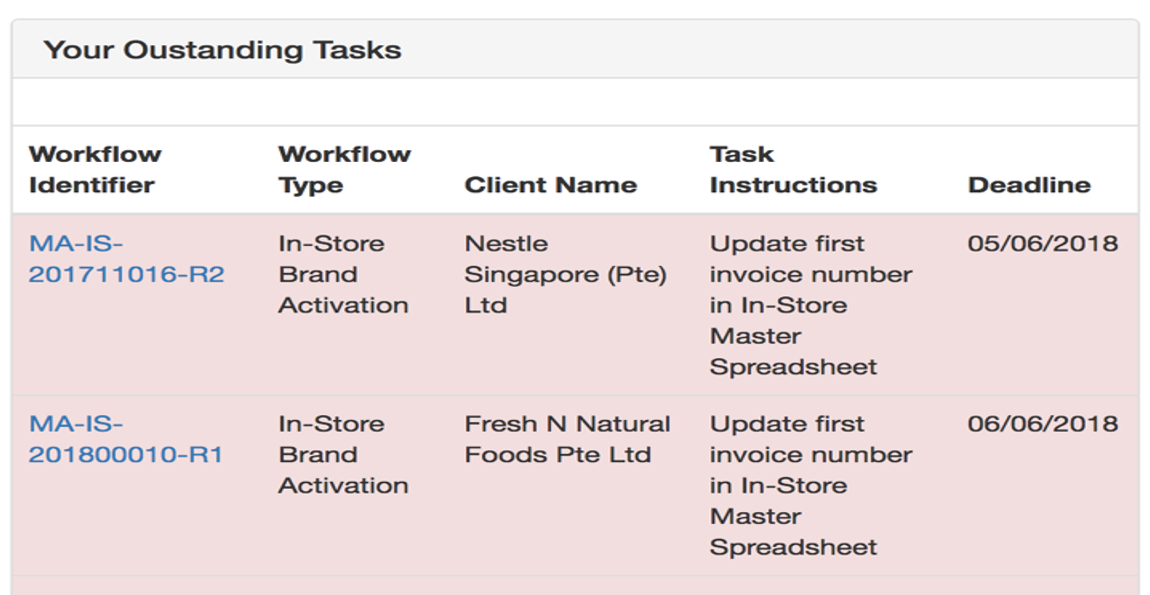 Your Oustanding Tasks
Workflow Identifier
Workflow Type
Client Name
Task Instructions
Deadline
MA-IS-
201711016-R2
In-Store
Brand
Activation
Nestle
Singapore (Pte)
Ltd
Update first
invoice number
in In-Store
Master
Spreadsheet
05/06/2018
MA-IS-
201800010-R1
In-Store
Brand
Activation
Fresh N Natural
Foods Pte Ltd
Update first
invoice number
in In-Store
Master
Spreadsheet
06/06/2018